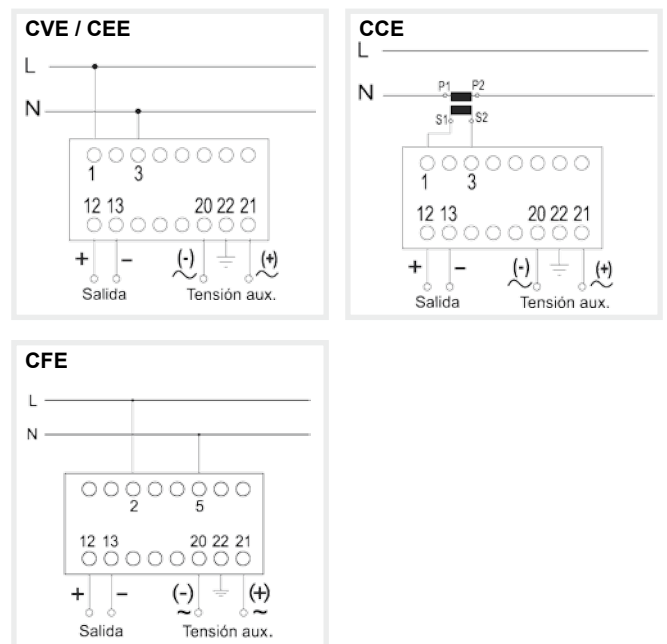 CVE / CEE
L
N
1 3
12 13 20 22 21
+ − (-) (+)
∼ ∼
Salida Tensión aux.
CCE
L
N P1 P2
S1 S2
1 3
12 13 20 22 21
+ − (-) (+)
∼ ∼
Salida Tensión aux.
CFE
L
N
2 5
12 13 20 22 21
+ − (-) (+)
∼ ∼
Salida Tensión aux.